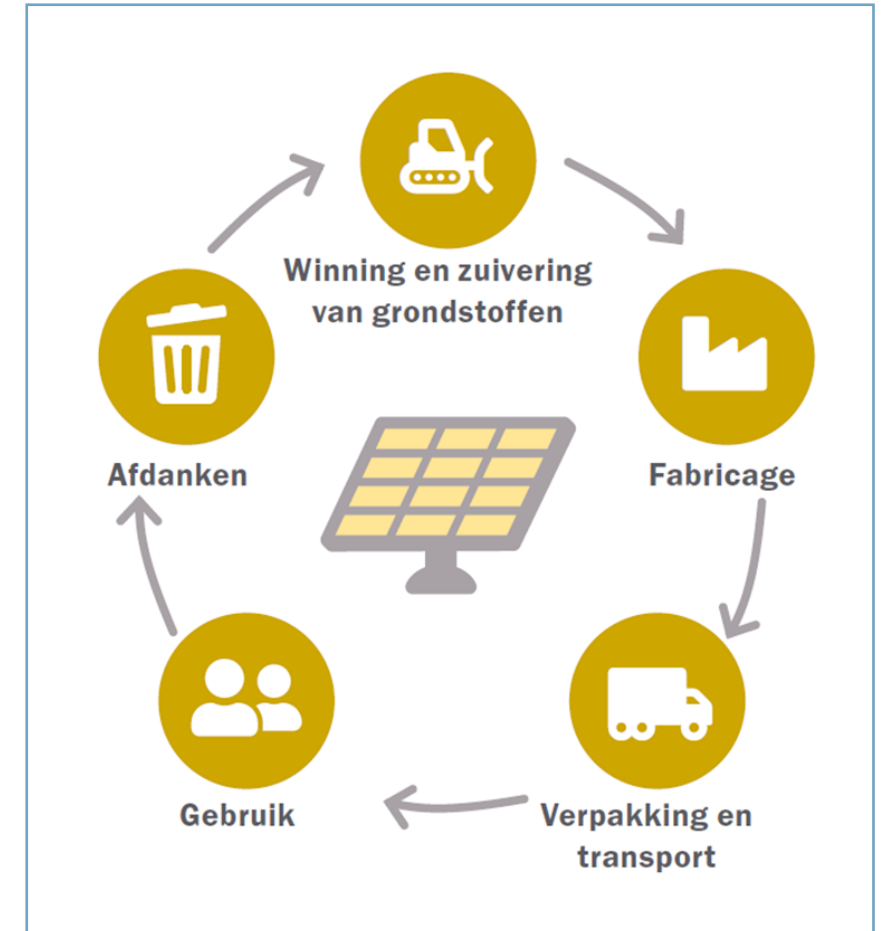 Winning en zuivering
van grondstoffen
Fabricage
Verpakking en
transport
Gebruik
Afdanken